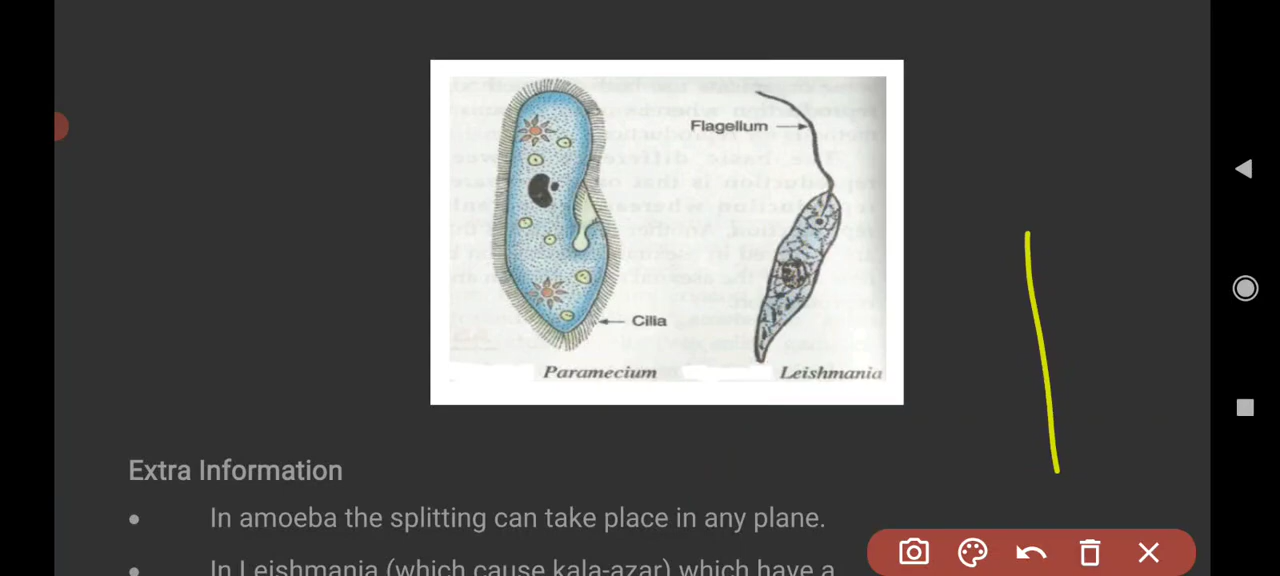 Flagellum
Cilia
Paramecium
Leishmania
Extra Information
• In amoeba the splitting can take place in any plane.
• In Leishmania (which cause kala-azar) which have a